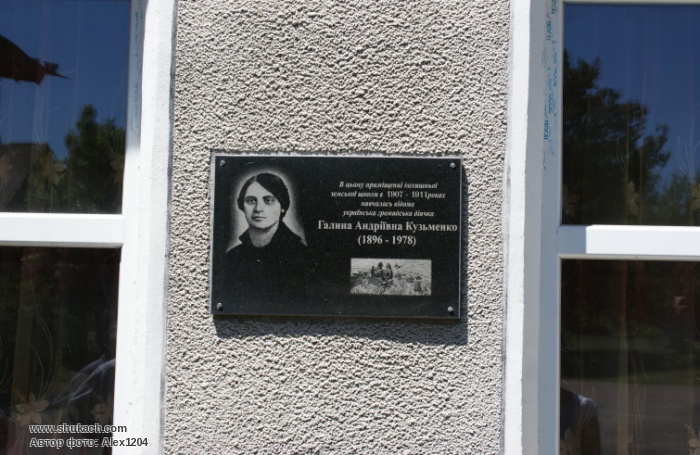 В цьому приміщенні колишньої
земської школи в 1907 - 1911роках
навчалась відома
українська громадська діячка
Галина Андріївна Кузьменко
(1896 - 1978)
www.shukach.com
Автор фото: Alex1204